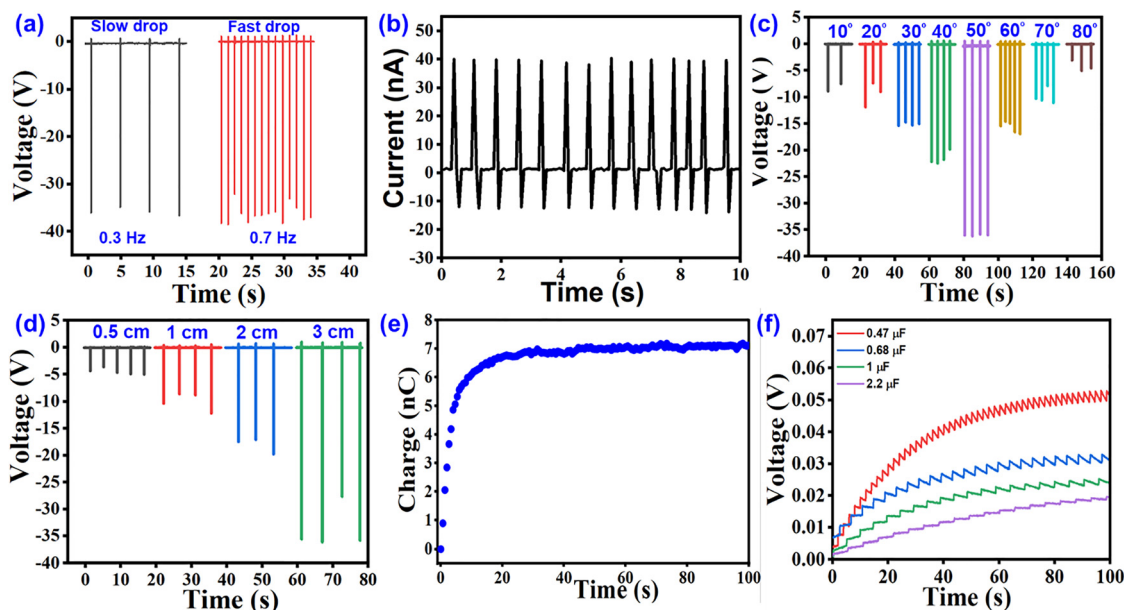 (a)
Slow drop Fast drop
0
-10
-20
-30
-40
Voltage (V)
0.3 Hz 0.7 Hz
0 5 10 15 20 25 30 35 40
Time (s)
(b)
50
40
30
20
10
0
-10
-20
-30
Current (nA)
0 2 4 6 8 10
Time (s)
(c)
10° 20° 30° 40° 50° 60° 70° 80°
5
0
-5
-10
-15
-20
-25
-30
-35
-40
Voltage (V)
0 20 40 60 80 100 120 140 160
Time (s)
(d)
0.5 cm 1 cm 2 cm 3 cm
5
0
-5
-10
-15
-20
-25
-30
-35
-40
Voltage (V)
0 10 20 30 40 50 60 70 80
Time (s)
(e)
8
7
6
5
4
3
2
1
0
Charge (nC)
0 20 40 60 80 100
Time (s)
(f)
0.07
0.06
0.05
0.04
0.03
0.02
0.01
0.00
Voltage (V)
0.47 μF
0.68 μF
1 μF
2.2 μF
0 20 40 60 80 100
Time (s)